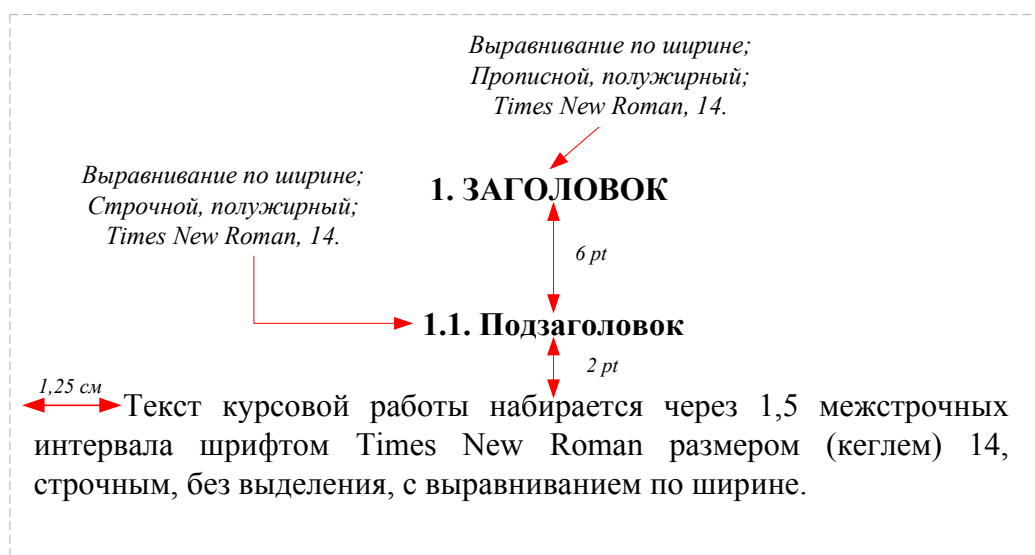 Выравнивание по ширине;
Прописной, полужирный;
Times New Roman, 14.
Выравнивание по ширине;
Строчной, полужирный;
Times New Roman, 14.
1. ЗАГОЛОВОК
6 pt
1.1. Подзаголовок
2 pt
1,25 см
Текст курсовой работы набирается через 1,5 межстрочных
интервала шрифтом Times New Roman размером (кеглем) 14,
строчным, без выделения, с выравниванием по ширине.